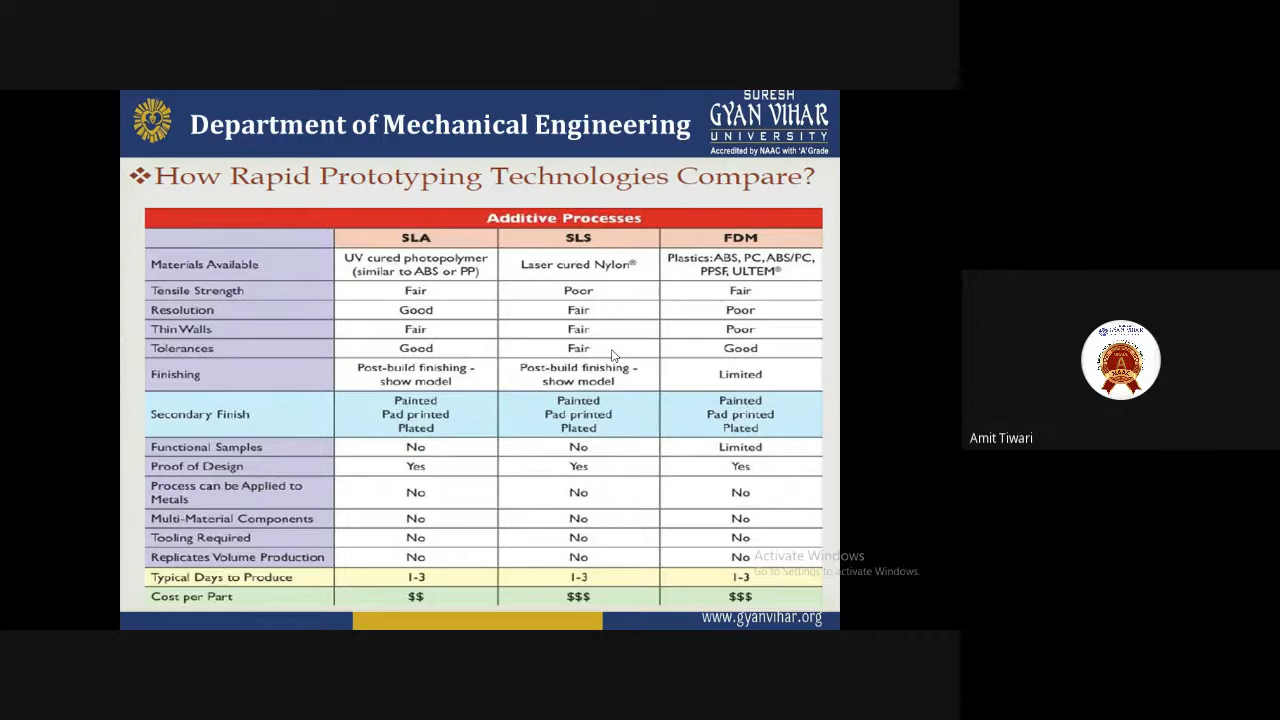 Department of Mechanical Engineering
SURESH
GYAN VIHAR
UNIVERSITY
Accredited by NAAC with 'A' Grade
How Rapid Prototyping Technologies Compare?
Additive Processes
SLA SLS FDM
Materials Available
UV cured photopolymer
(similar to ABS or PP)
Laser cured Nylon®
Plastics: ABS, PC, ABS/PC,
PPSF, ULTEM®
Tensile Strength Fair Poor Fair
Resolution Good Fair Poor
Thin Walls Fair Fair Poor
Tolerances Good Fair Good
Finishing
Post-build finishing -
show model
Post-build finishing -
show model
Limited
Secondary Finish
Painted
Pad printed
Plated
Painted
Pad printed
Plated
Painted
Pad printed
Plated
Functional Samples No No Limited
Proof of Design Yes Yes Yes
Process can be Applied to
Metals
No No No
Multi-Material Components No No No
Tooling Required No No No
Replicates Volume Production No No No
Typical Days to Produce 1-3 1-3 1-3
Cost per Part $$ $$$ $$$
www.gyanvihar.org
Activate Windows
Go to Settings to activate Windows.
GYAN VIHAR
A
NAAC
Amit Tiwari